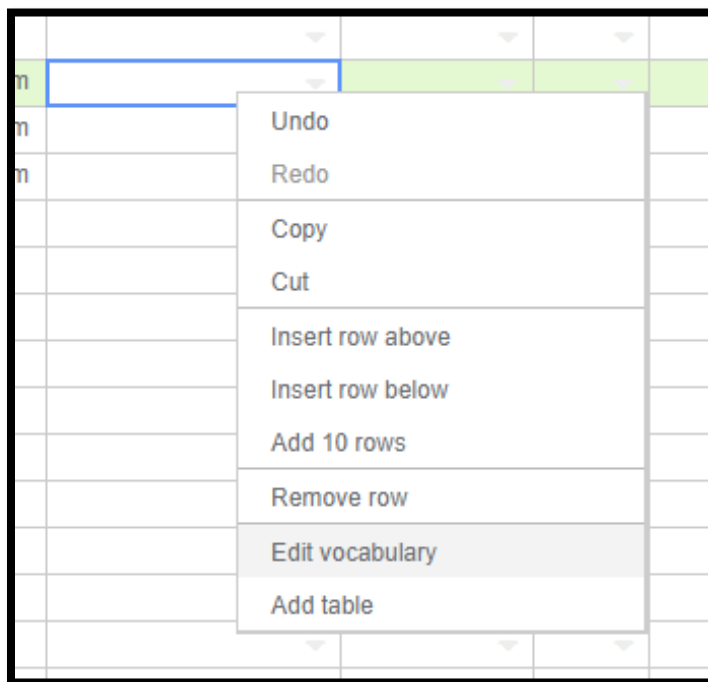 m
Undo
m
Redo
m
Copy
Cut
Insert row above
Insert row below
Add 10 rows
Remove row
Edit vocabulary
Add table